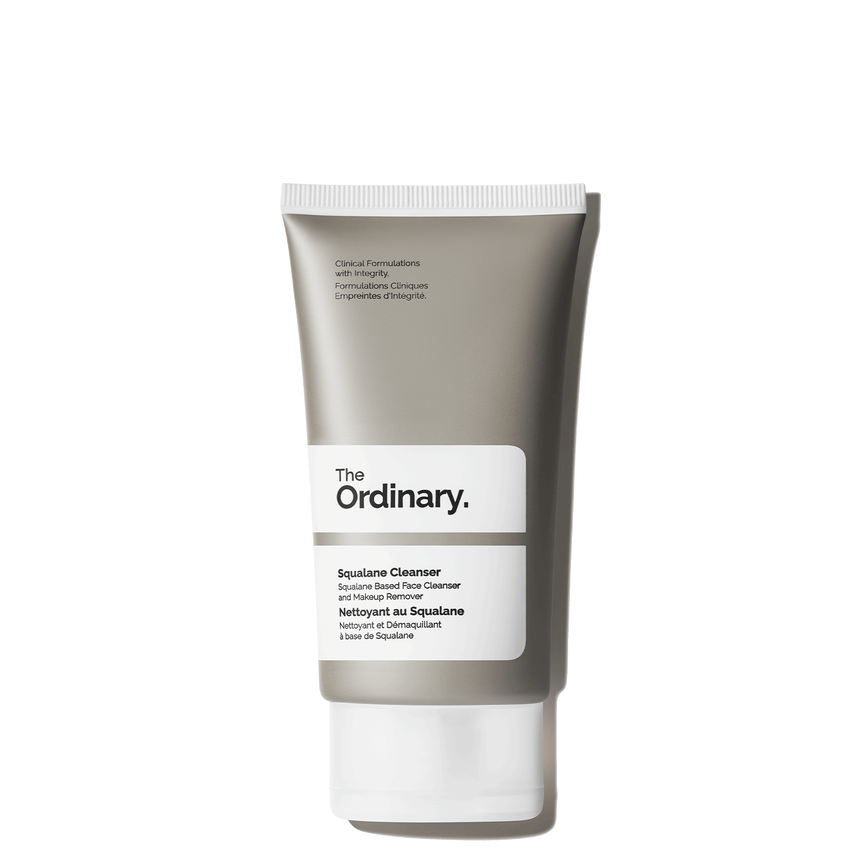 Clinical Formulations
with Integrity.
Formulations Cliniques
Empreintes d'Integrité.
The
Ordinary.
Squalane Cleanser
Squalane Based Face Cleanser
and Makeup Remover
Nettoyant au Squalane
Nettoyant et Démaquillant
à base de Squalane